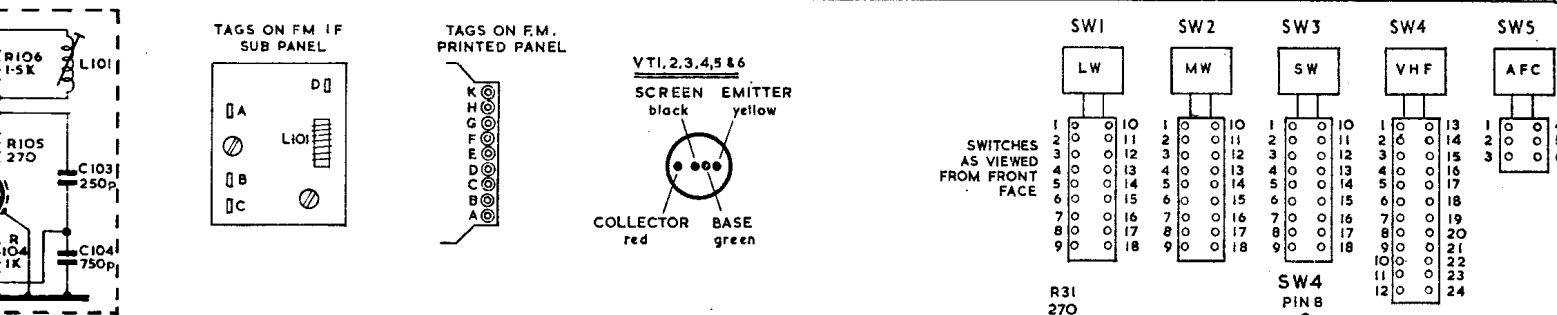 R106
1·5K
L101
R105
270
C103
250p
R
104
1K
C104
750p
TAGS ON FM IF
SUB PANEL
D
A
L101
B
C
TAGS ON F.M.
PRINTED PANEL
K
H
G
F
E
D
C
B
A
VT1,2,3,4,5 & 6
SCREEN EMITTER
black yellow
COLLECTOR BASE
red green
SWITCHES
AS VIEWED
FROM FRONT
FACE
SW1
LW
1 10
2 11
3 12
4 13
5 14
6 15
7 16
8 17
9 18
R31
270
SW2
MW
1 10
2 11
3 12
4 13
5 14
6 15
7 16
8 17
9 18
SW3
SW
1 10
2 11
3 12
4 13
5 14
6 15
7 16
8 17
9 18
SW4
PIN 8
SW4
VHF
1 13
2 14
3 15
4 16
5 17
6 18
7 19
8 20
9 21
10 22
11 23
12 24
SW5
AFC
1
2
3